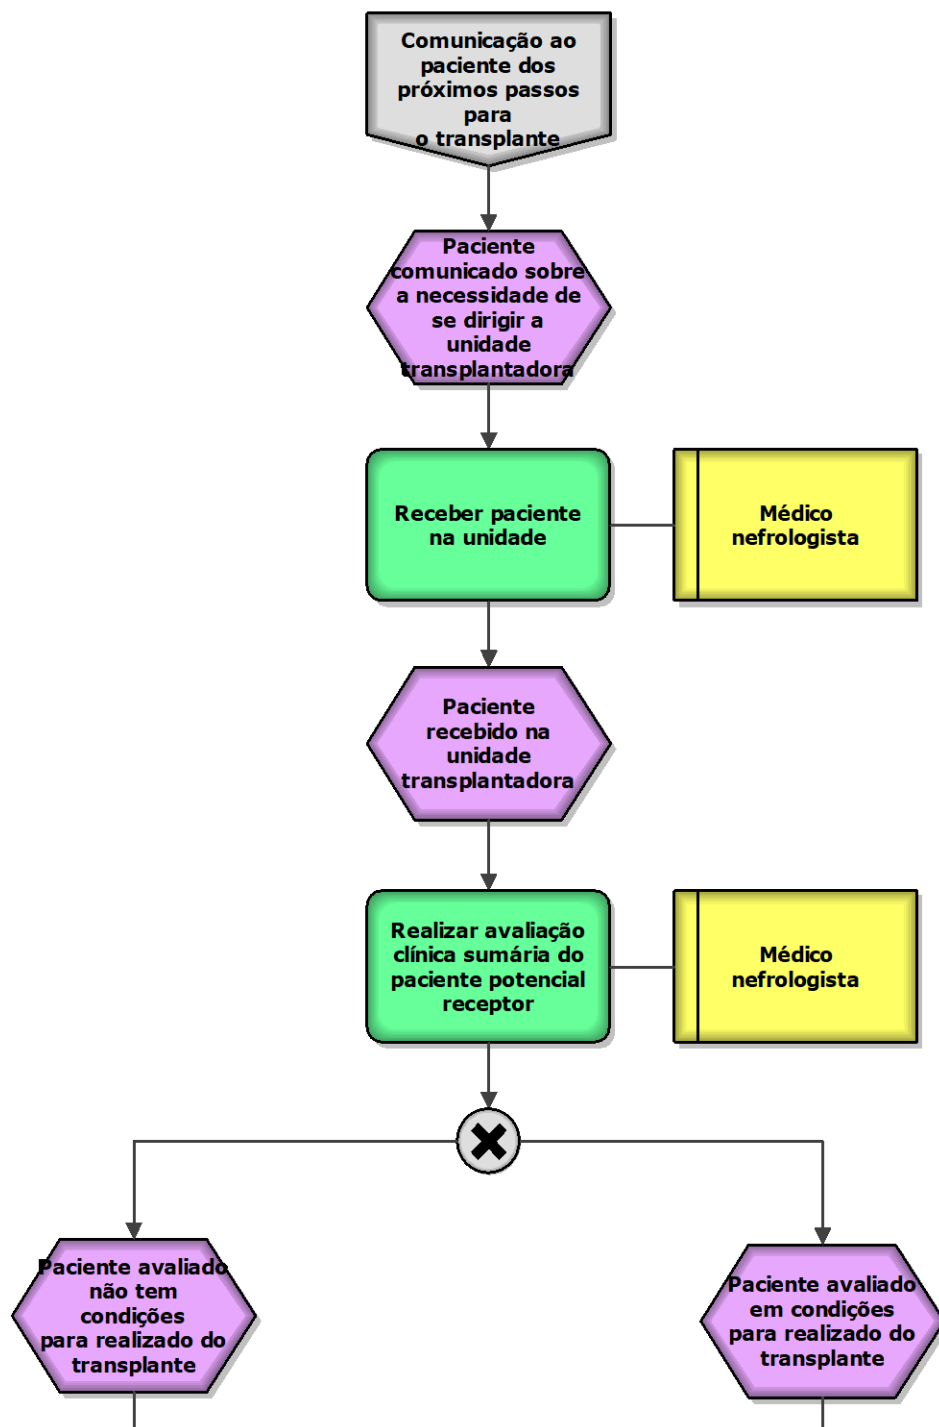 Comunicação ao
paciente dos
próximos passos
para
o transplante
Paciente
comunicado sobre
a necessidade de
se dirigir a
unidade
transplantadora
Receber paciente
na unidade
Médico
nefrologista
Paciente
recebido na
unidade
transplantadora
Realizar avaliação
clínica sumária do
paciente potencial
receptor
Médico
nefrologista
Paciente avaliado
não tem
condições
para realizado do
transplante
Paciente avaliado
em condições
para realizado do
transplante